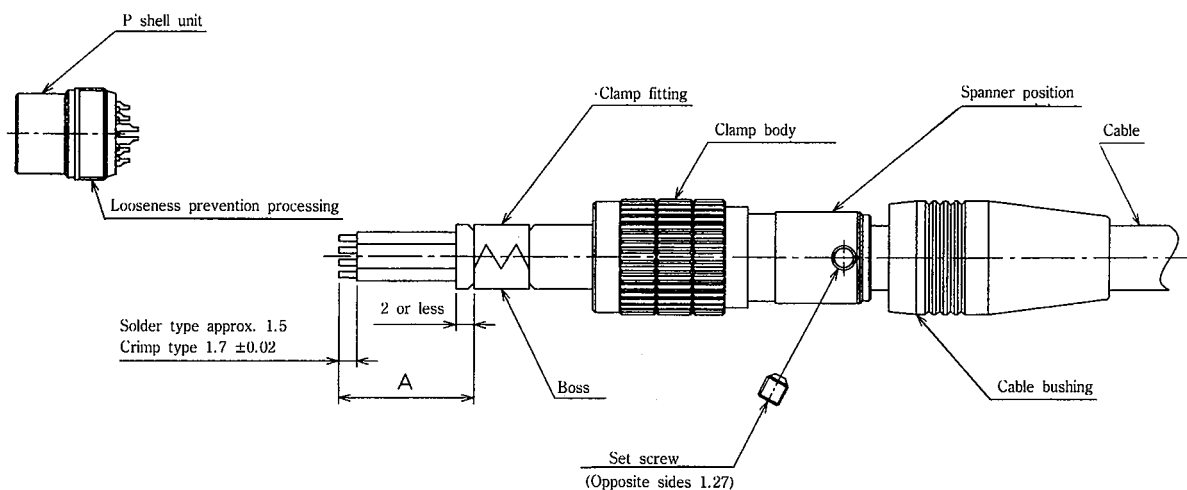 P shell unit
Clamp fitting
Spanner position
Clamp body
Cable
Looseness prevention processing
2 or less
Solder type approx. 1.5
Crimp type 1.7 ±0.02
A
Boss
Cable bushing
Set screw
(Opposite sides 1.27)